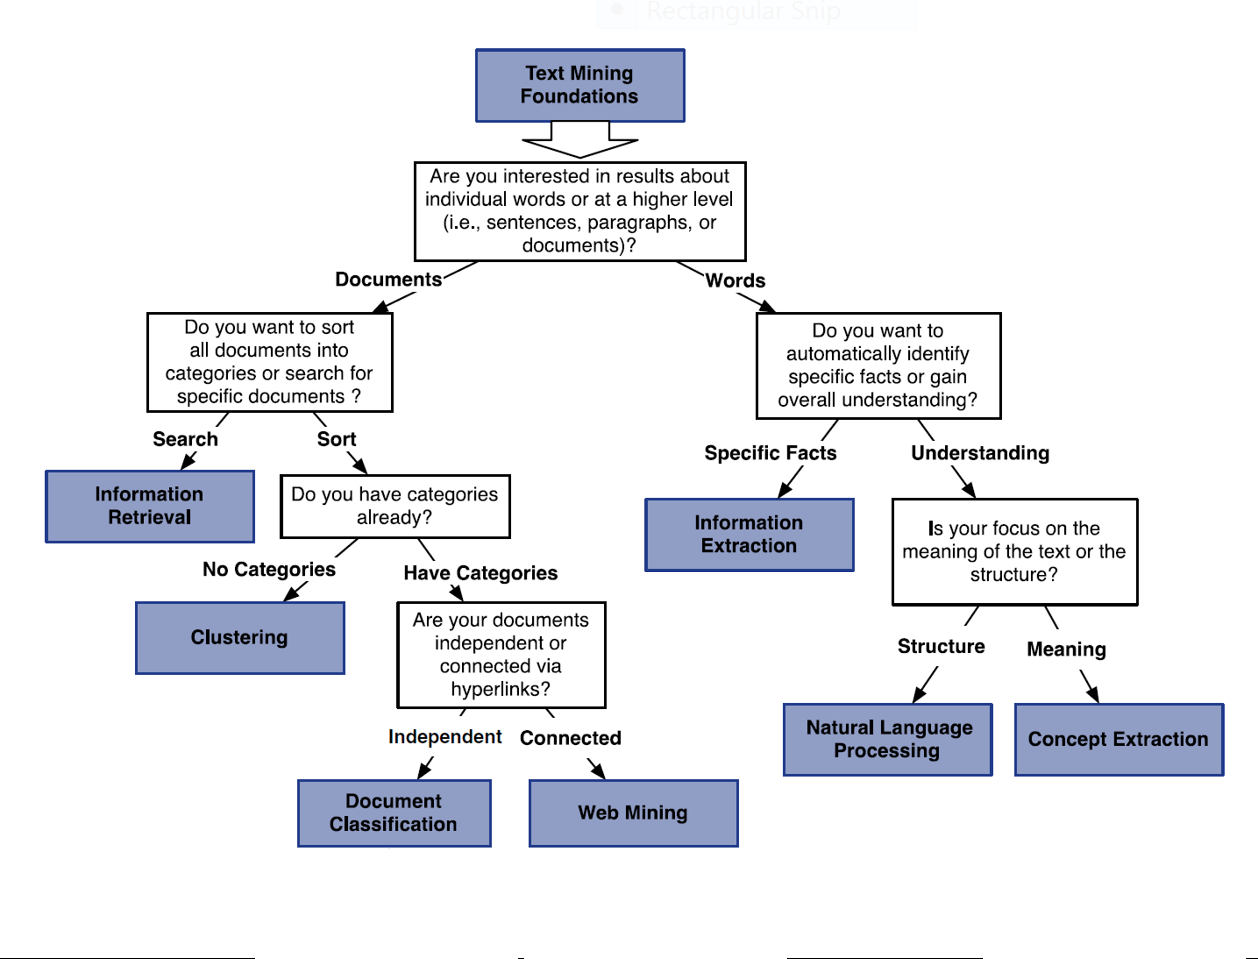 Rectangular Snip
Text Mining
Foundations
Are you interested in results about
individual words or at a higher level
(i.e., sentences, paragraphs, or
documents)?
Documents
Words
Do you want to sort
all documents into
categories or search for
specific documents ?
Do you want to
automatically identify
specific facts or gain
overall understanding?
Search
Sort
Specific Facts
Understanding
Information
Retrieval
Do you have categories
already?
Information
Extraction
Is your focus on the
meaning of the text or the
structure?
No Categories
Have Categories
Clustering
Are your documents
independent or
connected via
hyperlinks?
Structure
Meaning
Independent
Connected
Natural Language
Processing
Concept Extraction
Document
Classification
Web Mining